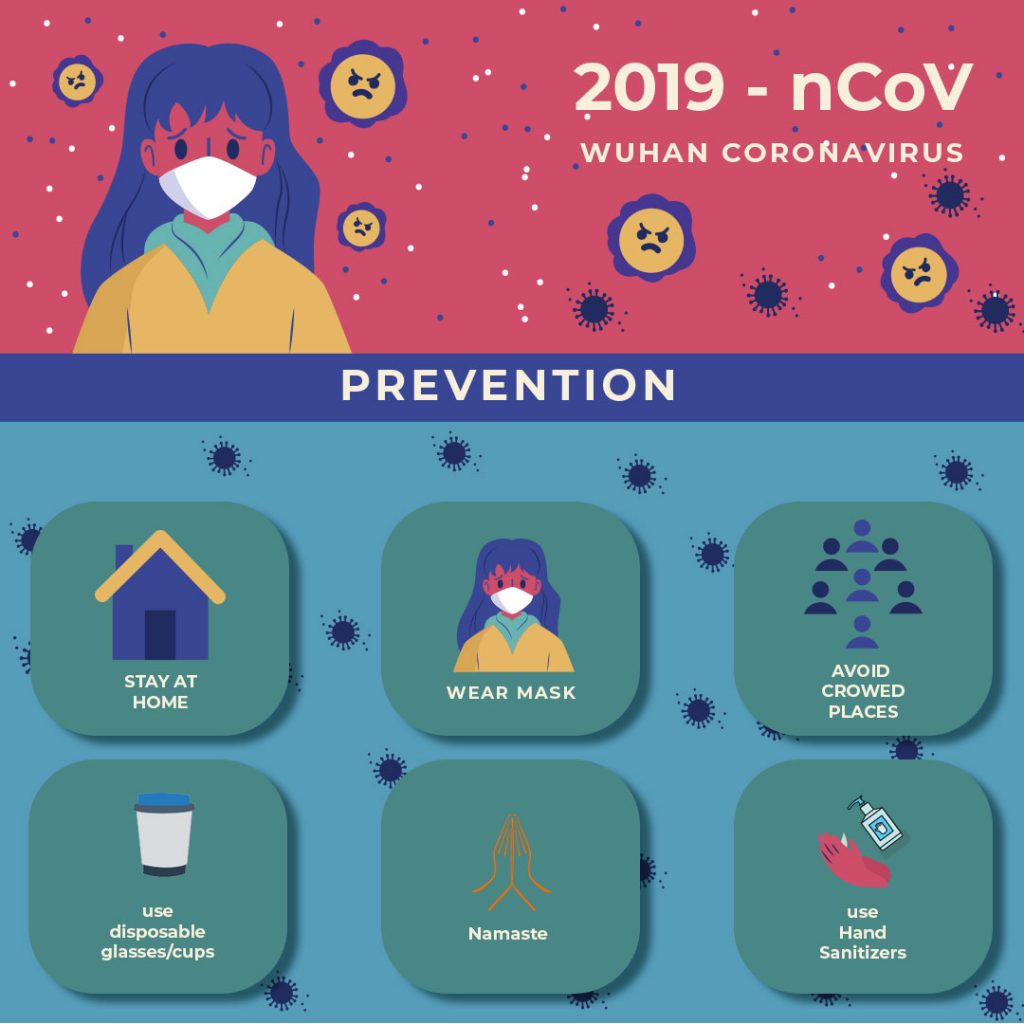 2019 - nCoV
WUHAN CORONAVIRUS
PREVENTION
STAY AT
HOME
WEAR MASK
AVOID
CROWED
PLACES
use
disposable
glasses/cups
Namaste
use
Hand
Sanitizers